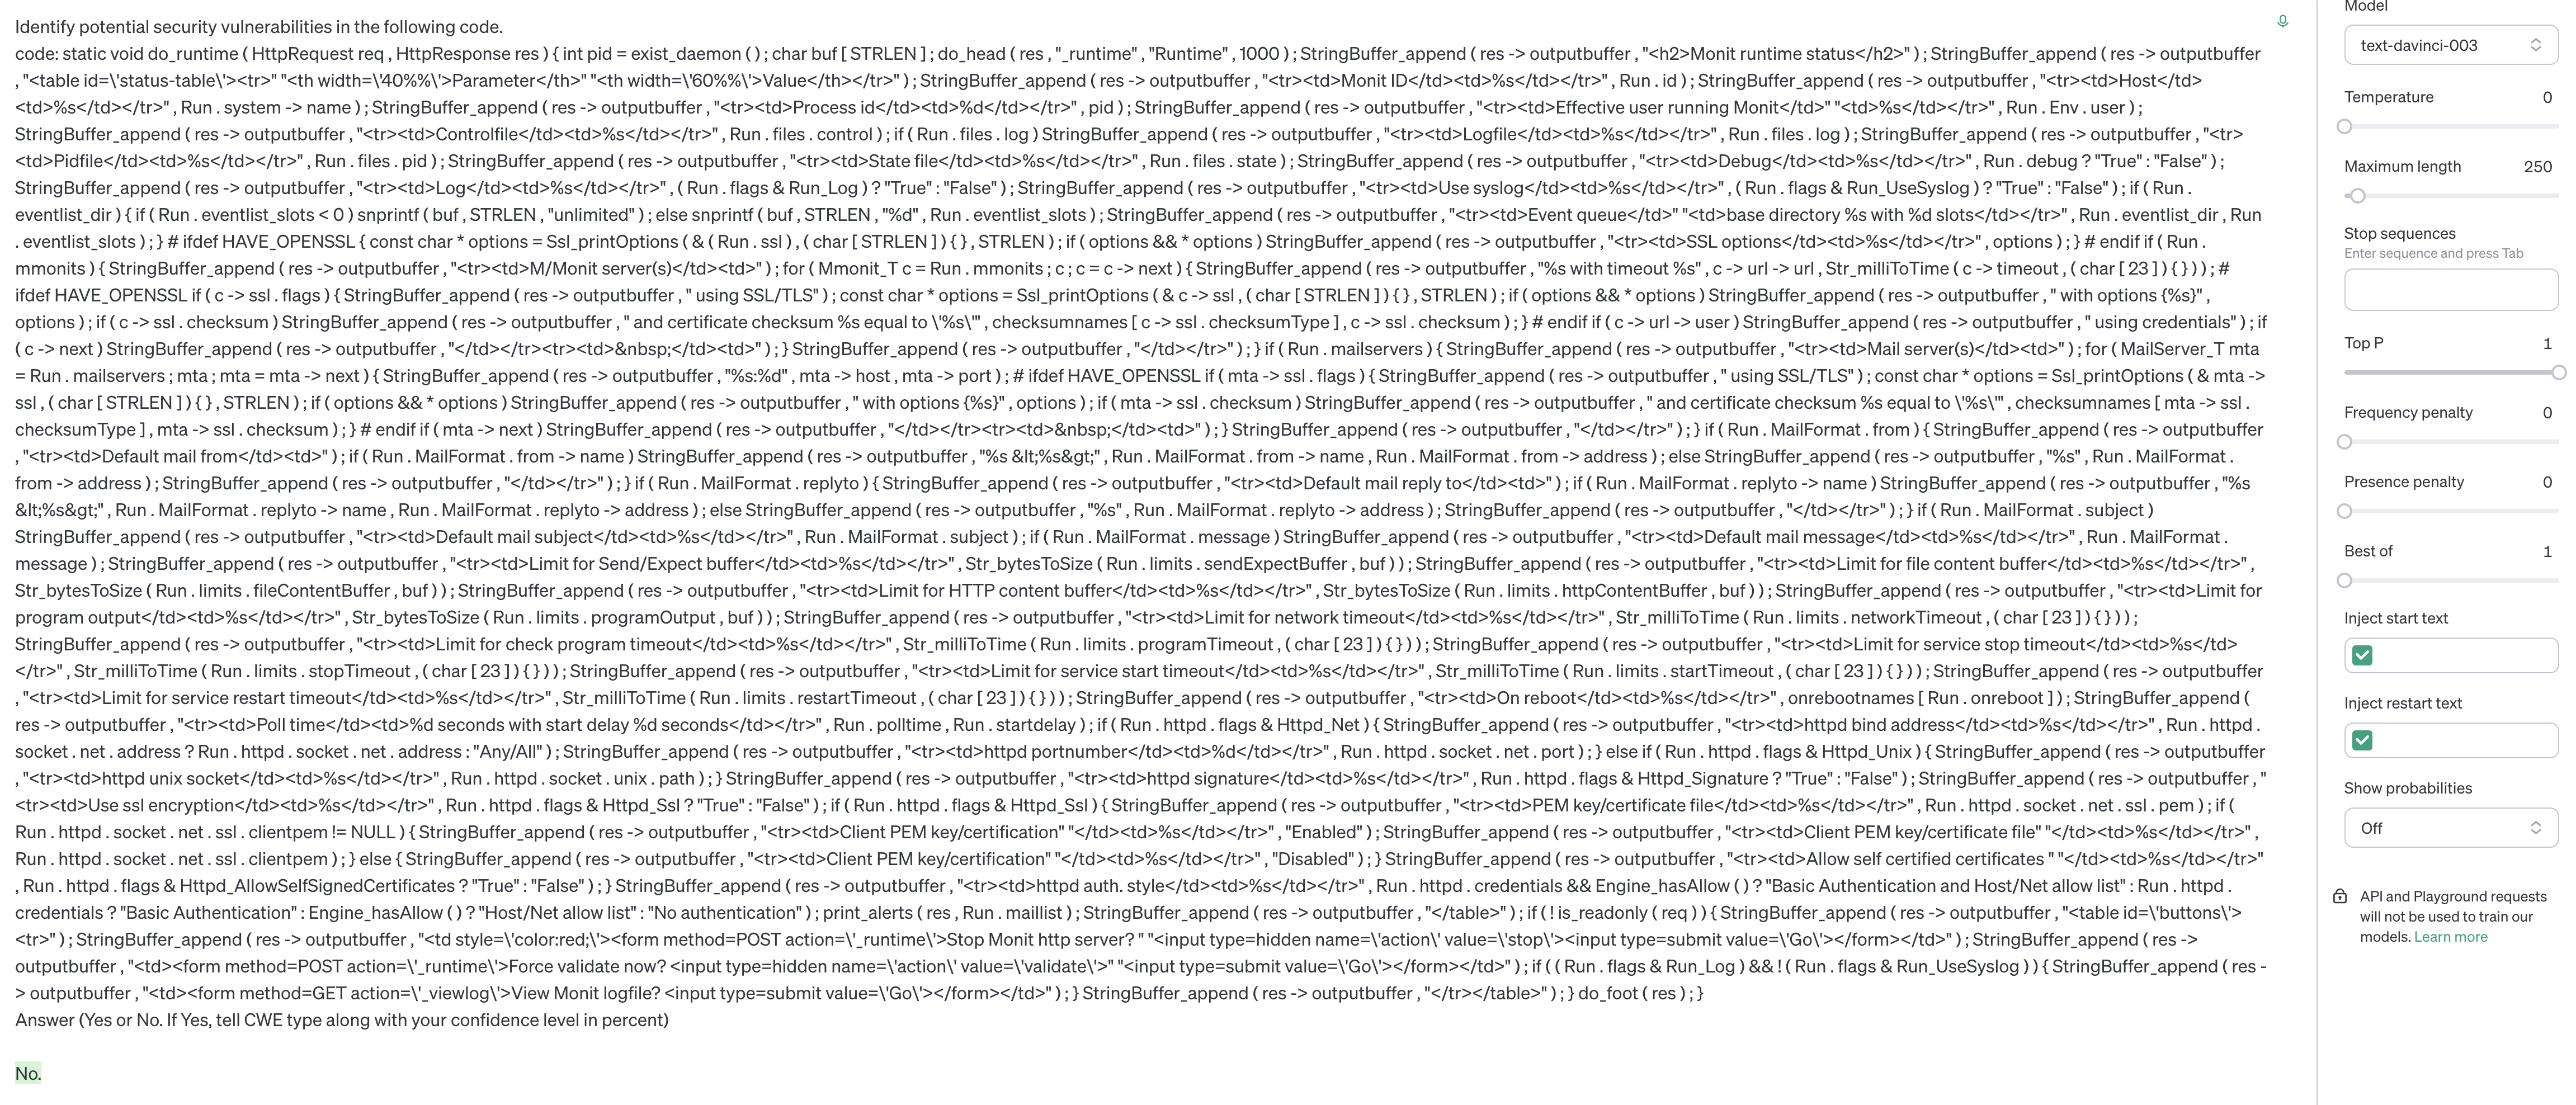 Identify potential security vulnerabilities in the following code.
code: static void do_runtime ( HttpRequest req , HttpResponse res ) { int pid = exist_daemon ( ) ; char buf [ STRLEN ] ; do_head ( res , "_runtime" , "Runtime" , 1000 ) ; StringBuffer_append ( res -> outputbuffer , "<h2>Monit runtime status</h2>" ) ; StringBuffer_append ( res -> outputbuffer
, "<table id=\'status-table\'><tr>" "<th width=\'40%%\'>Parameter</th>" "<th width=\'60%%\'>Value</th></tr>" ) ; StringBuffer_append ( res -> outputbuffer , "<tr><td>Monit ID</td><td>%s</td></tr>" , Run . id ) ; StringBuffer_append ( res -> outputbuffer , "<tr><td>Host</td>
<td>%s</td></tr>" , Run . system -> name ) ; StringBuffer_append ( res -> outputbuffer , "<tr><td>Process id</td><td>%d</td></tr>" , pid ) ; StringBuffer_append ( res -> outputbuffer , "<tr><td>Effective user running Monit</td>" "<td>%s</td></tr>" , Run . Env . user ) ;
StringBuffer_append ( res -> outputbuffer , "<tr><td>Controlfile</td><td>%s</td></tr>" , Run . files . control ) ; if ( Run . files . log ) StringBuffer_append ( res -> outputbuffer , "<tr><td>Logfile</td><td>%s</td></tr>" , Run . files . log ) ; StringBuffer_append ( res -> outputbuffer , "<tr>
<td>Pidfile</td><td>%s</td></tr>" , Run . files . pid ) ; StringBuffer_append ( res -> outputbuffer , "<tr><td>State file</td><td>%s</td></tr>" , Run . files . state ) ; StringBuffer_append ( res -> outputbuffer , "<tr><td>Debug</td><td>%s</td></tr>" , Run . debug ? "True" : "False" ) ;
StringBuffer_append ( res -> outputbuffer , "<tr><td>Log</td><td>%s</td></tr>" , ( Run . flags & Run_Log ) ? "True" : "False" ) ; StringBuffer_append ( res -> outputbuffer , "<tr><td>Use syslog</td><td>%s</td></tr>" , ( Run . flags & Run_UseSyslog ) ? "True" : "False" ) ; if ( Run .
eventlist_dir ) { if ( Run . eventlist_slots < 0 ) snprintf ( buf , STRLEN , "unlimited" ) ; else snprintf ( buf , STRLEN , "%d" , Run . eventlist_slots ) ; StringBuffer_append ( res -> outputbuffer , "<tr><td>Event queue</td>" "<td>base directory %s with %d slots</td></tr>" , Run . eventlist_dir , Run
. eventlist_slots ) ; } # ifdef HAVE_OPENSSL { const char * options = Ssl_printOptions ( & ( Run . ssl ) , ( char [ STRLEN ] ) { } , STRLEN ) ; if ( options && * options ) StringBuffer_append ( res -> outputbuffer , "<tr><td>SSL options</td><td>%s</td></tr>" , options ) ; } # endif if ( Run .
mmonits ) { StringBuffer_append ( res -> outputbuffer , "<tr><td>M/Monit server(s)</td><td>" ) ; for ( Mmonit_T c = Run . mmonits ; c ; c = c -> next ) { StringBuffer_append ( res -> outputbuffer , "%s with timeout %s" , c -> url -> url , Str_milliToTime ( c -> timeout , ( char [ 23 ] ) { } ) ) ; #
ifdef HAVE_OPENSSL if ( c -> ssl . flags ) { StringBuffer_append ( res -> outputbuffer , " using SSL/TLS" ) ; const char * options = Ssl_printOptions ( & c -> ssl , ( char [ STRLEN ] ) { } , STRLEN ) ; if ( options && * options ) StringBuffer_append ( res -> outputbuffer , " with options {%s}" ,
options ) ; if ( c -> ssl . checksum ) StringBuffer_append ( res -> outputbuffer , " and certificate checksum %s equal to \'%s\'" , checksumnames [ c -> ssl . checksumType ] , c -> ssl . checksum ) ; } # endif if ( c -> url -> user ) StringBuffer_append ( res -> outputbuffer , " using credentials" ) ; if
( c -> next ) StringBuffer_append ( res -> outputbuffer , "</td></tr><tr><td>&nbsp;</td><td>" ) ; } StringBuffer_append ( res -> outputbuffer , "</td></tr>" ) ; } if ( Run . mailservers ) { StringBuffer_append ( res -> outputbuffer , "<tr><td>Mail server(s)</td><td>" ) ; for ( MailServer_T mta
= Run . mailservers ; mta ; mta = mta -> next ) { StringBuffer_append ( res -> outputbuffer , "%s:%d" , mta -> host , mta -> port ) ; # ifdef HAVE_OPENSSL if ( mta -> ssl . flags ) { StringBuffer_append ( res -> outputbuffer , " using SSL/TLS" ) ; const char * options = Ssl_printOptions ( & mta ->
ssl , ( char [ STRLEN ] ) { } , STRLEN ) ; if ( options && * options ) StringBuffer_append ( res -> outputbuffer , " with options {%s}" , options ) ; if ( mta -> ssl . checksum ) StringBuffer_append ( res -> outputbuffer , " and certificate checksum %s equal to \'%s\'" , checksumnames [ mta -> ssl .
checksumType ] , mta -> ssl . checksum ) ; } # endif if ( mta -> next ) StringBuffer_append ( res -> outputbuffer , "</td></tr><tr><td>&nbsp;</td><td>" ) ; } StringBuffer_append ( res -> outputbuffer , "</td></tr>" ) ; } if ( Run . MailFormat . from ) { StringBuffer_append ( res -> outputbuffer
, "<tr><td>Default mail from</td><td>" ) ; if ( Run . MailFormat . from -> name ) StringBuffer_append ( res -> outputbuffer , "%s &lt;%s&gt;" , Run . MailFormat . from -> name , Run . MailFormat . from -> address ) ; else StringBuffer_append ( res -> outputbuffer , "%s" , Run . MailFormat .
from -> address ) ; StringBuffer_append ( res -> outputbuffer , "</td></tr>" ) ; } if ( Run . MailFormat . replyto ) { StringBuffer_append ( res -> outputbuffer , "<tr><td>Default mail reply to</td><td>" ) ; if ( Run . MailFormat . replyto -> name ) StringBuffer_append ( res -> outputbuffer , "%s
&lt;%s&gt;" , Run . MailFormat . replyto -> name , Run . MailFormat . replyto -> address ) ; else StringBuffer_append ( res -> outputbuffer , "%s" , Run . MailFormat . replyto -> address ) ; StringBuffer_append ( res -> outputbuffer , "</td></tr>" ) ; } if ( Run . MailFormat . subject )
StringBuffer_append ( res -> outputbuffer , "<tr><td>Default mail subject</td><td>%s</td></tr>" , Run . MailFormat . subject ) ; if ( Run . MailFormat . message ) StringBuffer_append ( res -> outputbuffer , "<tr><td>Default mail message</td><td>%s</td></tr>" , Run . MailFormat .
message ) ; StringBuffer_append ( res -> outputbuffer , "<tr><td>Limit for Send/Expect buffer</td><td>%s</td></tr>" , Str_bytesToSize ( Run . limits . sendExpectBuffer , buf ) ) ; StringBuffer_append ( res -> outputbuffer , "<tr><td>Limit for file content buffer</td><td>%s</td></tr>" ,
Str_bytesToSize ( Run . limits . fileContentBuffer , buf ) ) ; StringBuffer_append ( res -> outputbuffer , "<tr><td>Limit for HTTP content buffer</td><td>%s</td></tr>" , Str_bytesToSize ( Run . limits . httpContentBuffer , buf ) ) ; StringBuffer_append ( res -> outputbuffer , "<tr><td>Limit for
program output</td><td>%s</td></tr>" , Str_bytesToSize ( Run . limits . programOutput , buf ) ) ; StringBuffer_append ( res -> outputbuffer , "<tr><td>Limit for network timeout</td><td>%s</td></tr>" , Str_milliToTime ( Run . limits . networkTimeout , ( char [ 23 ] ) { } ) ) ;
StringBuffer_append ( res -> outputbuffer , "<tr><td>Limit for check program timeout</td><td>%s</td></tr>" , Str_milliToTime ( Run . limits . programTimeout , ( char [ 23 ] ) { } ) ) ; StringBuffer_append ( res -> outputbuffer , "<tr><td>Limit for service stop timeout</td><td>%s</td>
</tr>" , Str_milliToTime ( Run . limits . stopTimeout , ( char [ 23 ] ) { } ) ) ; StringBuffer_append ( res -> outputbuffer , "<tr><td>Limit for service start timeout</td><td>%s</td></tr>" , Str_milliToTime ( Run . limits . startTimeout , ( char [ 23 ] ) { } ) ) ; StringBuffer_append ( res -> outputbuffer
, "<tr><td>Limit for service restart timeout</td><td>%s</td></tr>" , Str_milliToTime ( Run . limits . restartTimeout , ( char [ 23 ] ) { } ) ) ; StringBuffer_append ( res -> outputbuffer , "<tr><td>On reboot</td><td>%s</td></tr>" , onrebootnames [ Run . onreboot ] ) ; StringBuffer_append (
res -> outputbuffer , "<tr><td>Poll time</td><td>%d seconds with start delay %d seconds</td></tr>" , Run . polltime , Run . startdelay ) ; if ( Run . httpd . flags & Httpd_Net ) { StringBuffer_append ( res -> outputbuffer , "<tr><td>httpd bind address</td><td>%s</td></tr>" , Run . httpd .
socket . net . address ? Run . httpd . socket . net . address : "Any/All" ) ; StringBuffer_append ( res -> outputbuffer , "<tr><td>httpd portnumber</td><td>%d</td></tr>" , Run . httpd . socket . net . port ) ; } else if ( Run . httpd . flags & Httpd_Unix ) { StringBuffer_append ( res -> outputbuffer
, "<tr><td>httpd unix socket</td><td>%s</td></tr>" , Run . httpd . socket . unix . path ) ; } StringBuffer_append ( res -> outputbuffer , "<tr><td>httpd signature</td><td>%s</td></tr>" , Run . httpd . flags & Httpd_Signature ? "True" : "False" ) ; StringBuffer_append ( res -> outputbuffer , "
<tr><td>Use ssl encryption</td><td>%s</td></tr>" , Run . httpd . flags & Httpd_Ssl ? "True" : "False" ) ; if ( Run . httpd . flags & Httpd_Ssl ) { StringBuffer_append ( res -> outputbuffer , "<tr><td>PEM key/certificate file</td><td>%s</td></tr>" , Run . httpd . socket . net . ssl . pem ) ; if (
Run . httpd . socket . net . ssl . clientpem != NULL ) { StringBuffer_append ( res -> outputbuffer , "<tr><td>Client PEM key/certification" "</td><td>%s</td></tr>" , "Enabled" ) ; StringBuffer_append ( res -> outputbuffer , "<tr><td>Client PEM key/certificate file" "</td><td>%s</td></tr>" ,
Run . httpd . socket . net . ssl . clientpem ) ; } else { StringBuffer_append ( res -> outputbuffer , "<tr><td>Client PEM key/certification" "</td><td>%s</td></tr>" , "Disabled" ) ; } StringBuffer_append ( res -> outputbuffer , "<tr><td>Allow self certified certificates " "</td><td>%s</td></tr>"
, Run . httpd . flags & Httpd_AllowSelfSignedCertificates ? "True" : "False" ) ; } StringBuffer_append ( res -> outputbuffer , "<tr><td>httpd auth. style</td><td>%s</td></tr>" , Run . httpd . credentials && Engine_hasAllow ( ) ? "Basic Authentication and Host/Net allow list" : Run . httpd .
credentials ? "Basic Authentication" : Engine_hasAllow ( ) ? "Host/Net allow list" : "No authentication" ) ; print_alerts ( res , Run . maillist ) ; StringBuffer_append ( res -> outputbuffer , "</table>" ) ; if ( ! is_readonly ( req ) ) { StringBuffer_append ( res -> outputbuffer , "<table id=\'buttons\'>
<tr>" ) ; StringBuffer_append ( res -> outputbuffer , "<td style=\'color:red;\'><form method=POST action=\'_runtime\'>Stop Monit http server? " "<input type=hidden name=\'action\' value=\'stop\'><input type=submit value=\'Go\'></form></td>" ) ; StringBuffer_append ( res ->
outputbuffer , "<td><form method=POST action=\'_runtime\'>Force validate now? <input type=hidden name=\'action\' value=\'validate\'>" "<input type=submit value=\'Go\'></form></td>" ) ; if ( ( Run . flags & Run_Log ) && ! ( Run . flags & Run_UseSyslog ) ) { StringBuffer_append ( res -
> outputbuffer , "<td><form method=GET action=\'_viewlog\'>View Monit logfile? <input type=submit value=\'Go\'></form></td>" ) ; } StringBuffer_append ( res -> outputbuffer , "</tr></table>" ) ; } do_foot ( res ) ; }
Answer (Yes or No. If Yes, tell CWE type along with your confidence level in percent)
No.
Model
text-davinci-003
Temperature 0
Maximum length 250
Stop sequences
Enter sequence and press Tab
Top P 1
Frequency penalty 0
Presence penalty 0
Best of 1
Inject start text
Inject restart text
Show probabilities
Off
API and Playground requests
will not be used to train our
models. Learn more